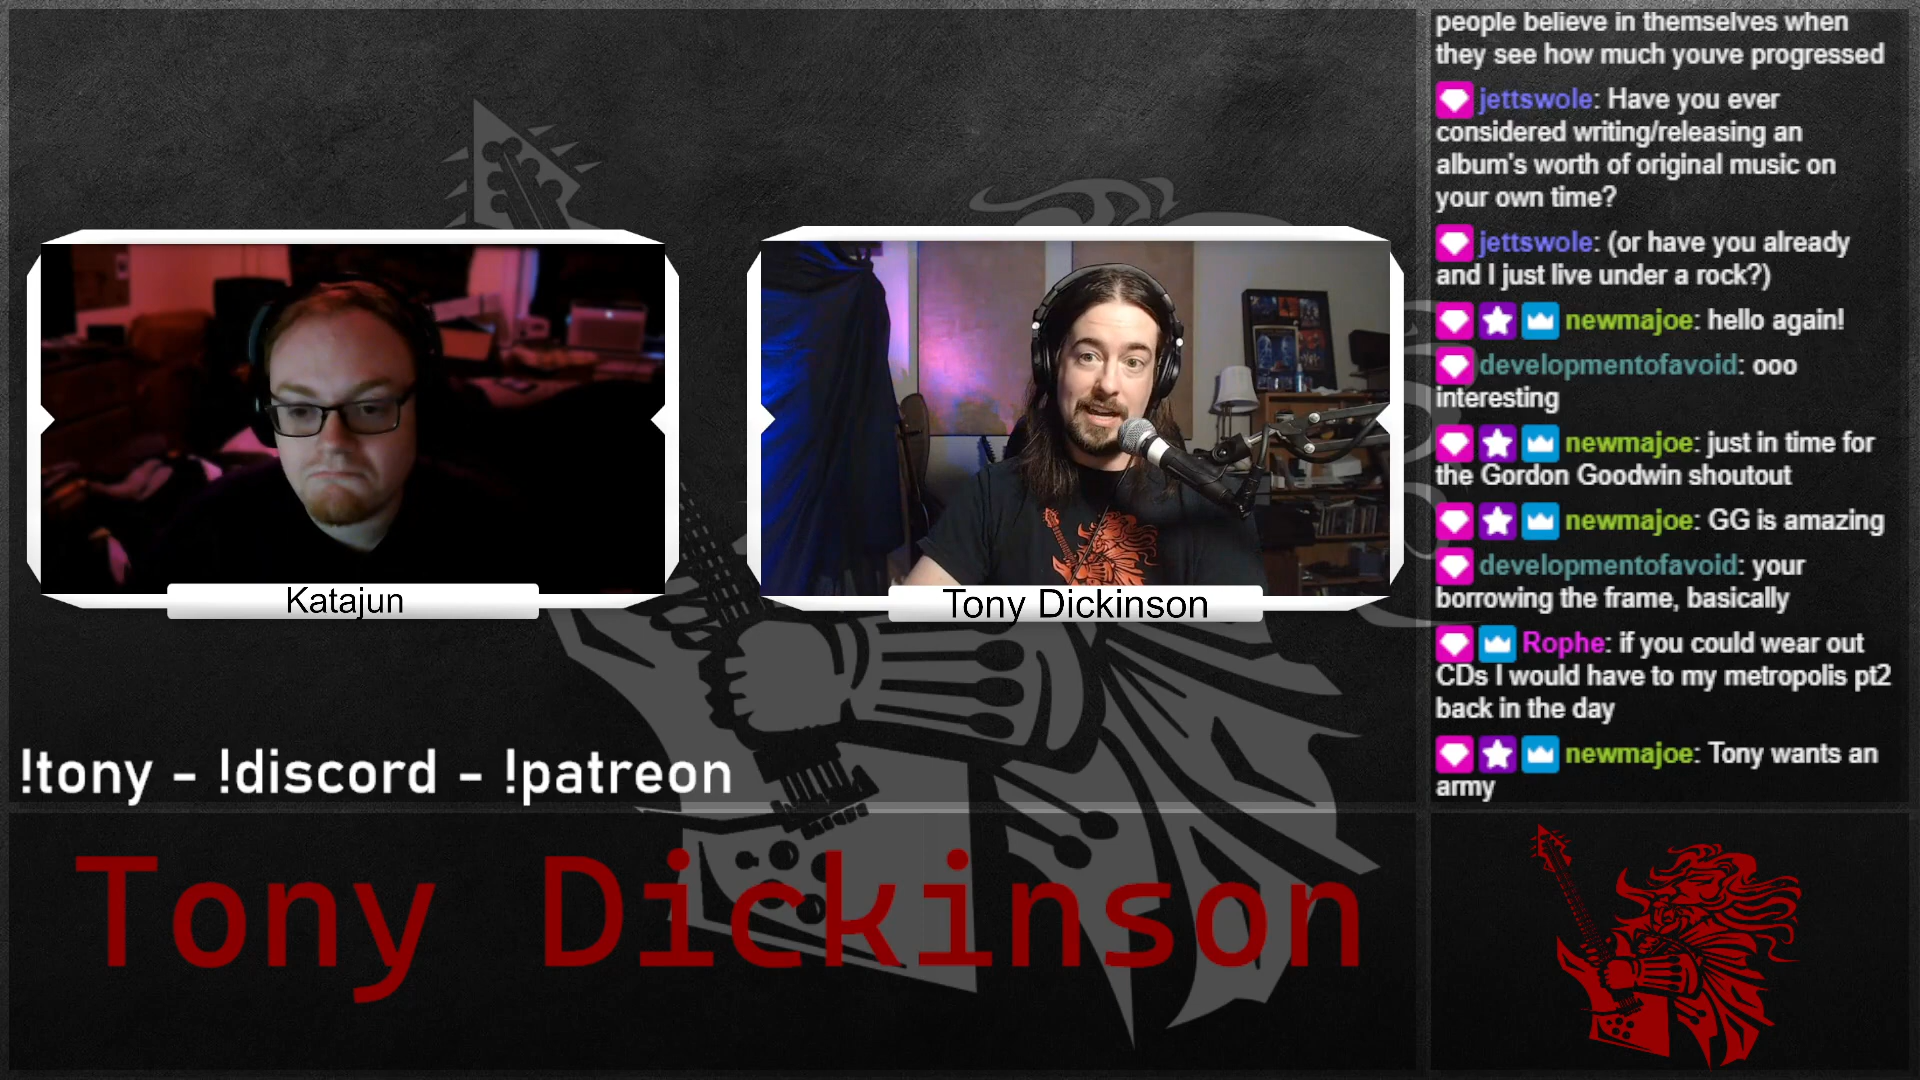 Katajun
Tony Dickinson
!tony - !discord - !patreon
Tony Dickinson
people believe in themselves when
they see how much youve progressed
jettswole: Have you ever
considered writing/releasing an
album's worth of original music on
your own time?
jettswole: (or have you already
and I just live under a rock?)
newmajoe: hello again!
developmentofavoid: ooo
interesting
newmajoe: just in time for
the Gordon Goodwin shoutout
newmajoe: GG is amazing
developmentofavoid: your
borrowing the frame, basically
Rophe: if you could wear out
CDs I would have to my metropolis pt2
back in the day
newmajoe: Tony wants an
army